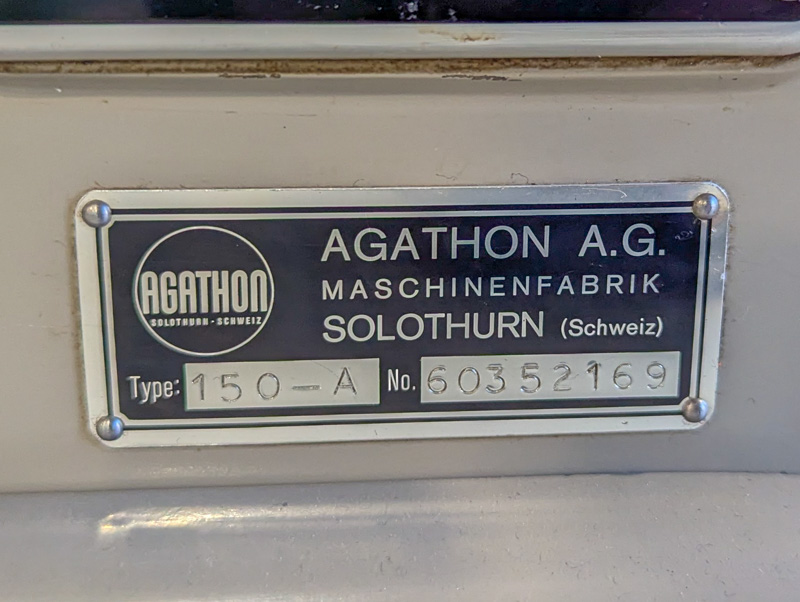 AGATHON
SOLOTHURN - SCHWEIZ
AGATHON A.G.
MASCHINENFABRIK
SOLOTHURN (Schweiz)
Type: 150-A No. 60352169